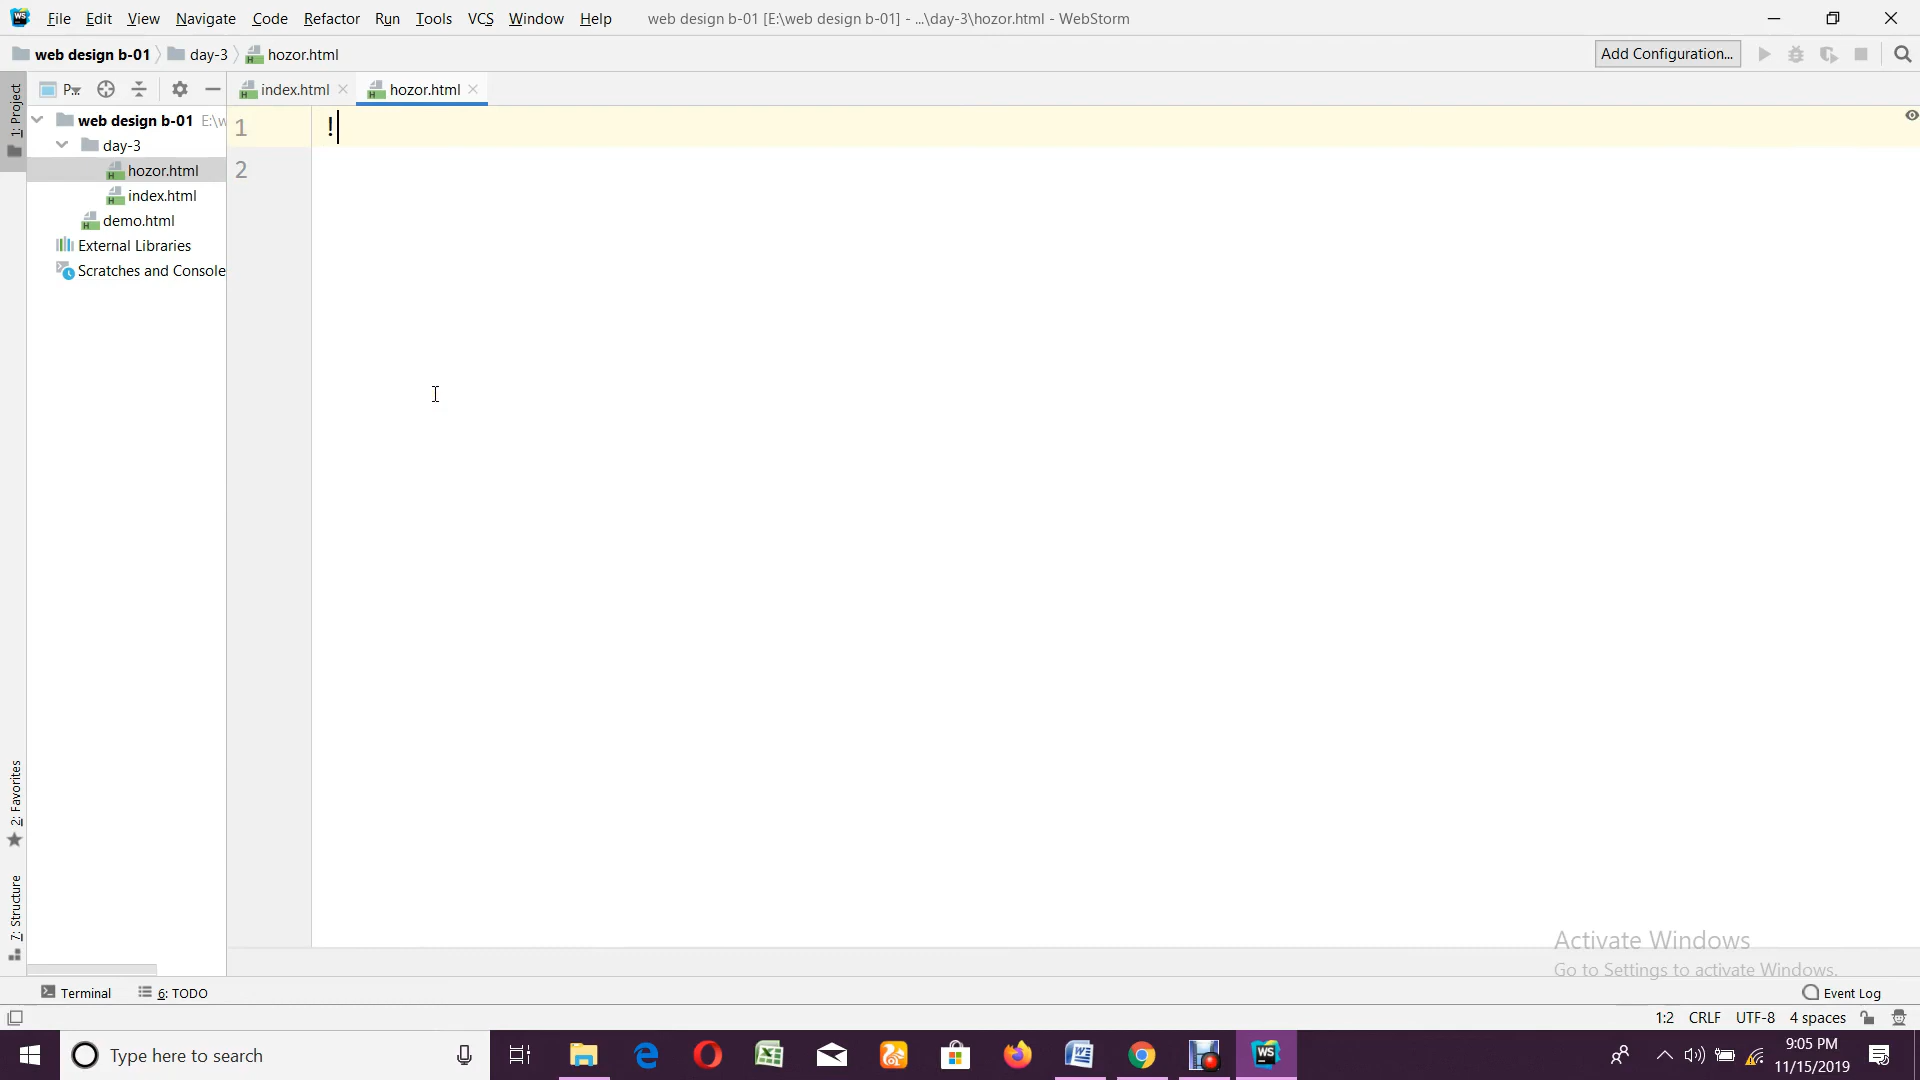 WS File Edit View Navigate Code Refactor Run Tools VCS Window Help web design b-01 [E:\web design b-01] - ...\day-3\hozor.html - WebStorm
web design b-01 day-3 hozor.html Add Configuration...
1: Project P... index.html hozor.html
web design b-01 E:\w 1 !
day-3
hozor.html 2
index.html
demo.html
External Libraries
Scratches and Console
2: Favorites
7: Structure
Activate Windows
Go to Settings to activate Windows.
Terminal 6: TODO Event Log
1:2 CRLF UTF-8 4 spaces
Type here to search WS 9:05 PM
11/15/2019